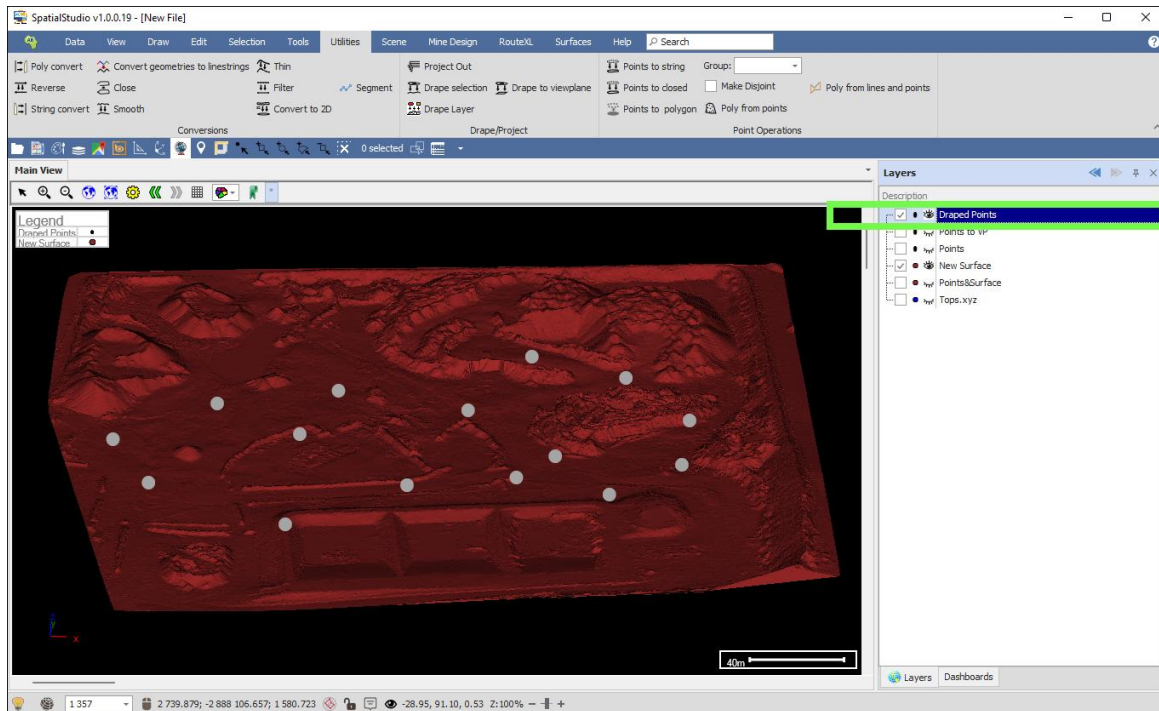 SpatialStudio v1.0.0.19 - [New File]
Data View Draw Edit Selection Tools Utilities Scene Mine Design RouteXL Surfaces Help Search
Poly convert Convert geometries to linestrings Thin Project Out Points to string Group:
Reverse Close Filter Segment Drape selection Drape to viewplane Points to closed Make Disjoint Poly from lines and points
String convert Smooth Convert to 2D Drape Layer Points to polygon Poly from points
Conversions Drape/Project Point Operations
0 selected
Main View
Layers
Description
Legend
Draped Points
New Surface
Draped Points
Points to VP
Points
New Surface
Points&Surface
Tops.xyz
y
x
40m
Layers Dashboards
1 357 2 739.879; -2 888 106.657; 1 580.723 -28.95, 91.10, 0.53 Z:100% − +